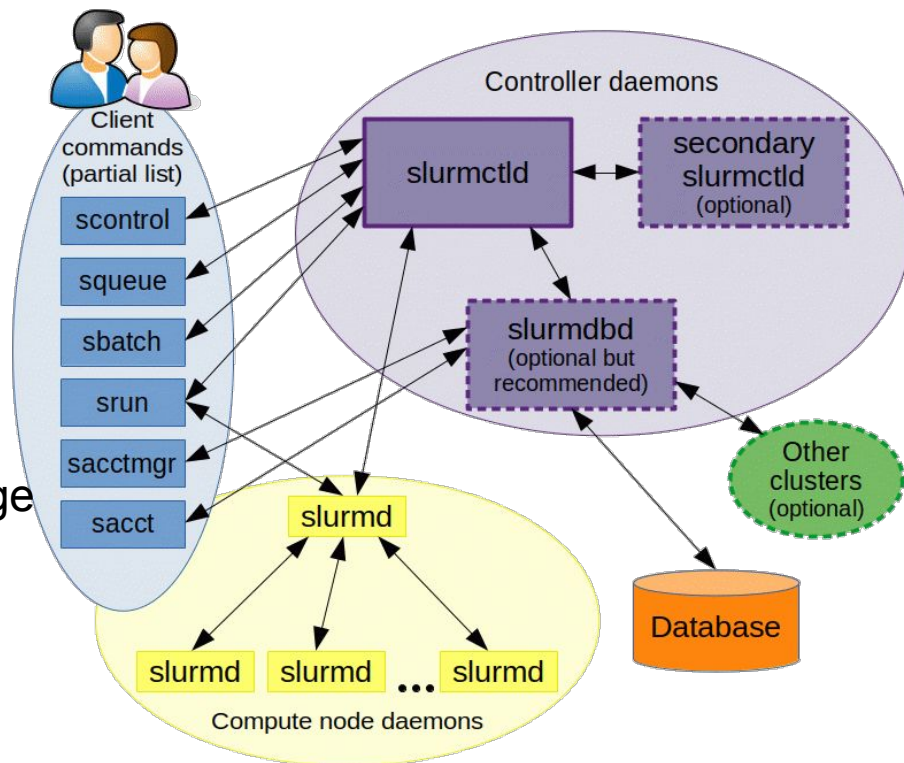 Client
commands
(partial list)
scontrol
squeue
sbatch
srun
sacctmgr
sacct
ge
Controller daemons
slurmctld
secondary
slurmctld
(optional)
slurmdbd
(optional but
recommended)
Other
clusters
(optional)
Database
slurmd
slurmd
slurmd
...
slurmd
Compute node daemons